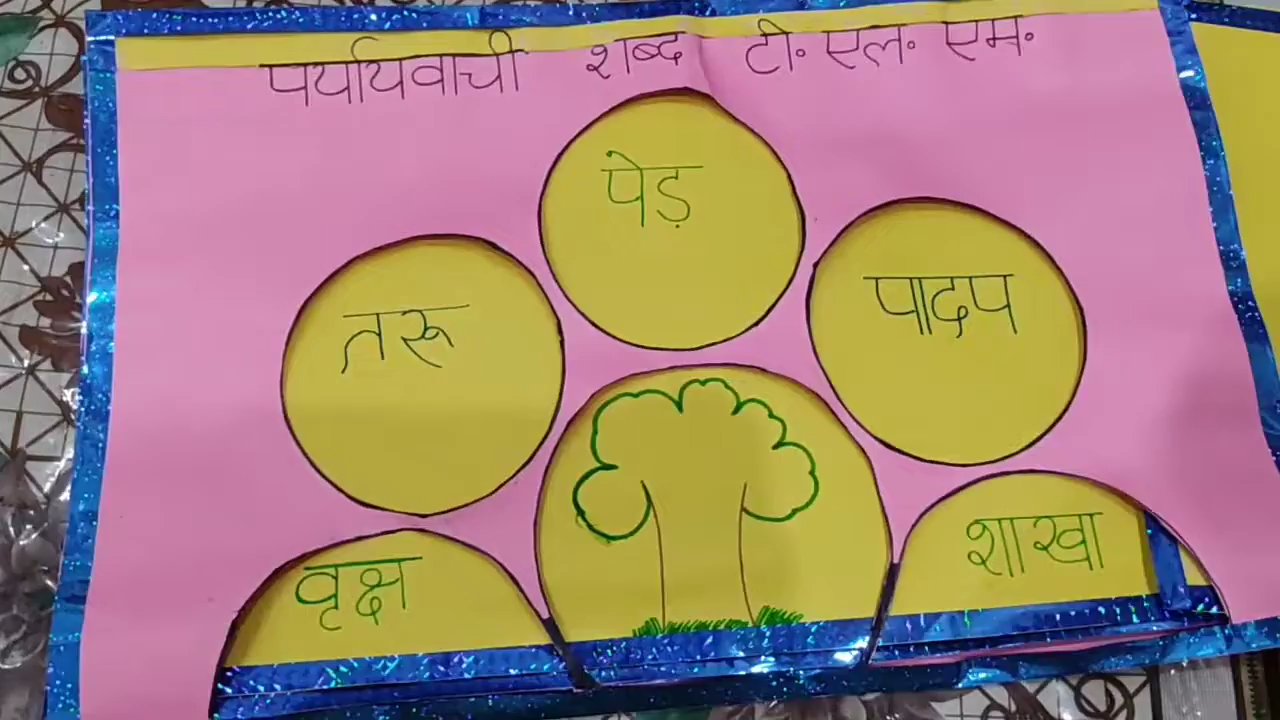 पर्यायवाची शब्द टी॰ एल॰ एम॰
पेड़
तरू
पादप
वृक्ष
शाखा